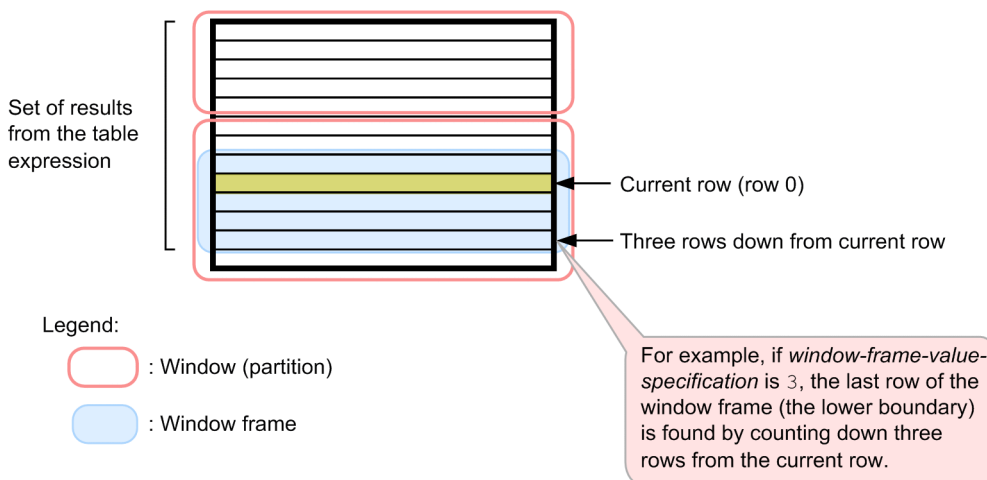 Set of results
from the table
expression
Current row (row 0)
Three rows down from current row
Legend:
: Window (partition)
: Window frame
For example, if window-frame-value-
specification is 3, the last row of the
window frame (the lower boundary)
is found by counting down three
rows from the current row.